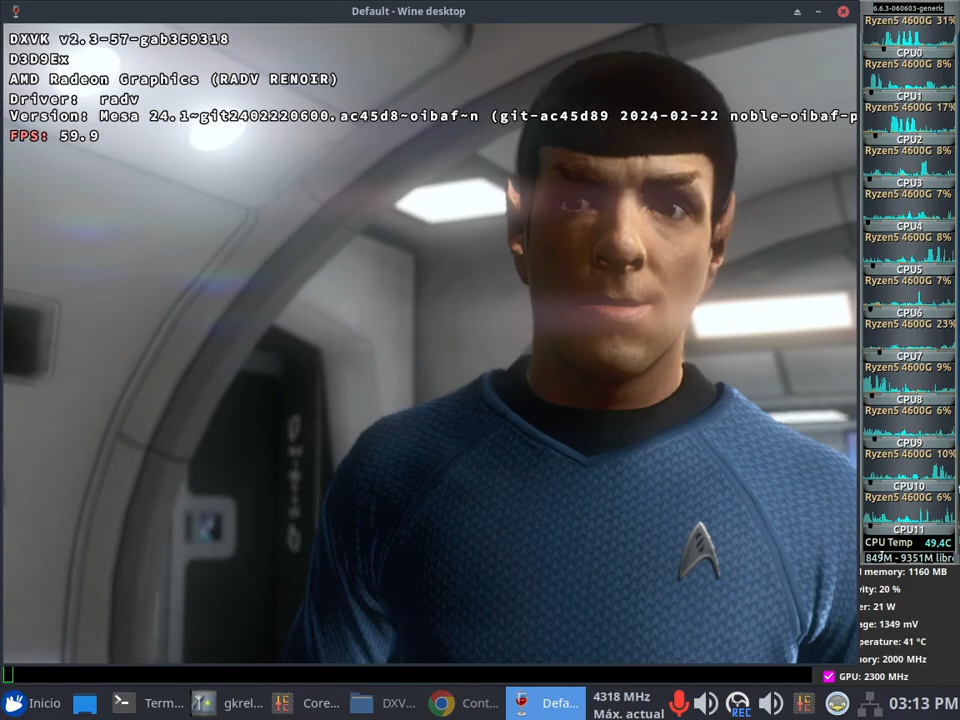 Default - Wine desktop
DXVK v2.3-57-gab359318
D3D9Ex
AMD Radeon Graphics (RADV RENOIR)
Driver: radv
Version: Mesa 24.1~git2402220600.ac45d8~oibaf~n (git-ac45d89 2024-02-22 noble-oibaf-p
FPS: 59.9
6.6.3-060603-generic
Ryzen5 4600G 31%
CPU0
Ryzen5 4600G 8%
CPU1
Ryzen5 4600G 17%
CPU2
Ryzen5 4600G 8%
CPU3
Ryzen5 4600G 7%
CPU4
Ryzen5 4600G 8%
CPU5
Ryzen5 4600G 7%
CPU6
Ryzen5 4600G 23%
CPU7
Ryzen5 4600G 9%
CPU8
Ryzen5 4600G 6%
CPU9
Ryzen5 4600G 10%
CPU10
Ryzen5 4600G 6%
CPU11
CPU Temp 49,4C
849M - 9351M libre
memory: 1160 MB
vity: 20 %
er: 21 W
age: 1349 mV
perature: 41 °C
nory: 2000 MHz
GPU: 2300 MHz
Inicio
Term...
gkrel...
Core...
DXV...
Cont...
Defa...
4318 MHz
Máx. actual
REC
03:13 PM